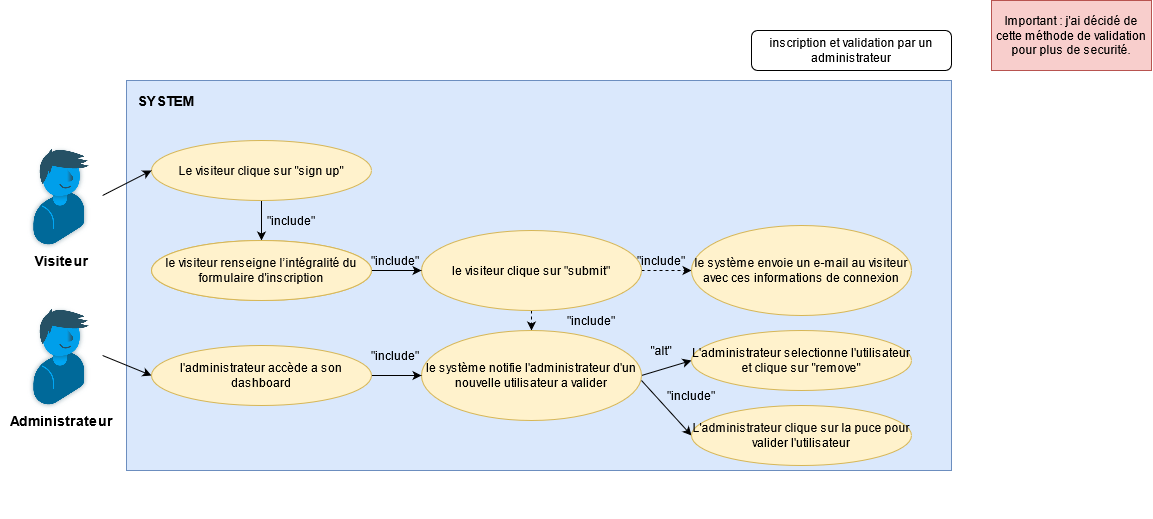 Important : j'ai décidé de
cette méthode de validation
pour plus de securité.
inscription et validation par un
administrateur
SYSTEM
Le visiteur clique sur "sign up"
"include"
Visiteur
le visiteur renseigne l'intégralité du
formulaire d'inscription
"include"
le visiteur clique sur "submit"
"include"
le système envoie un e-mail au visiteur
avec ces informations de connexion
"include"
Administrateur
l'administrateur accède a son
dashboard
"include"
le système notifie l'administrateur d'un
nouvelle utilisateur a valider
"alt"
L'administrateur selectionne l'utilisateur
et clique sur "remove"
"include"
L'administrateur clique sur la puce pour
valider l'utilisateur